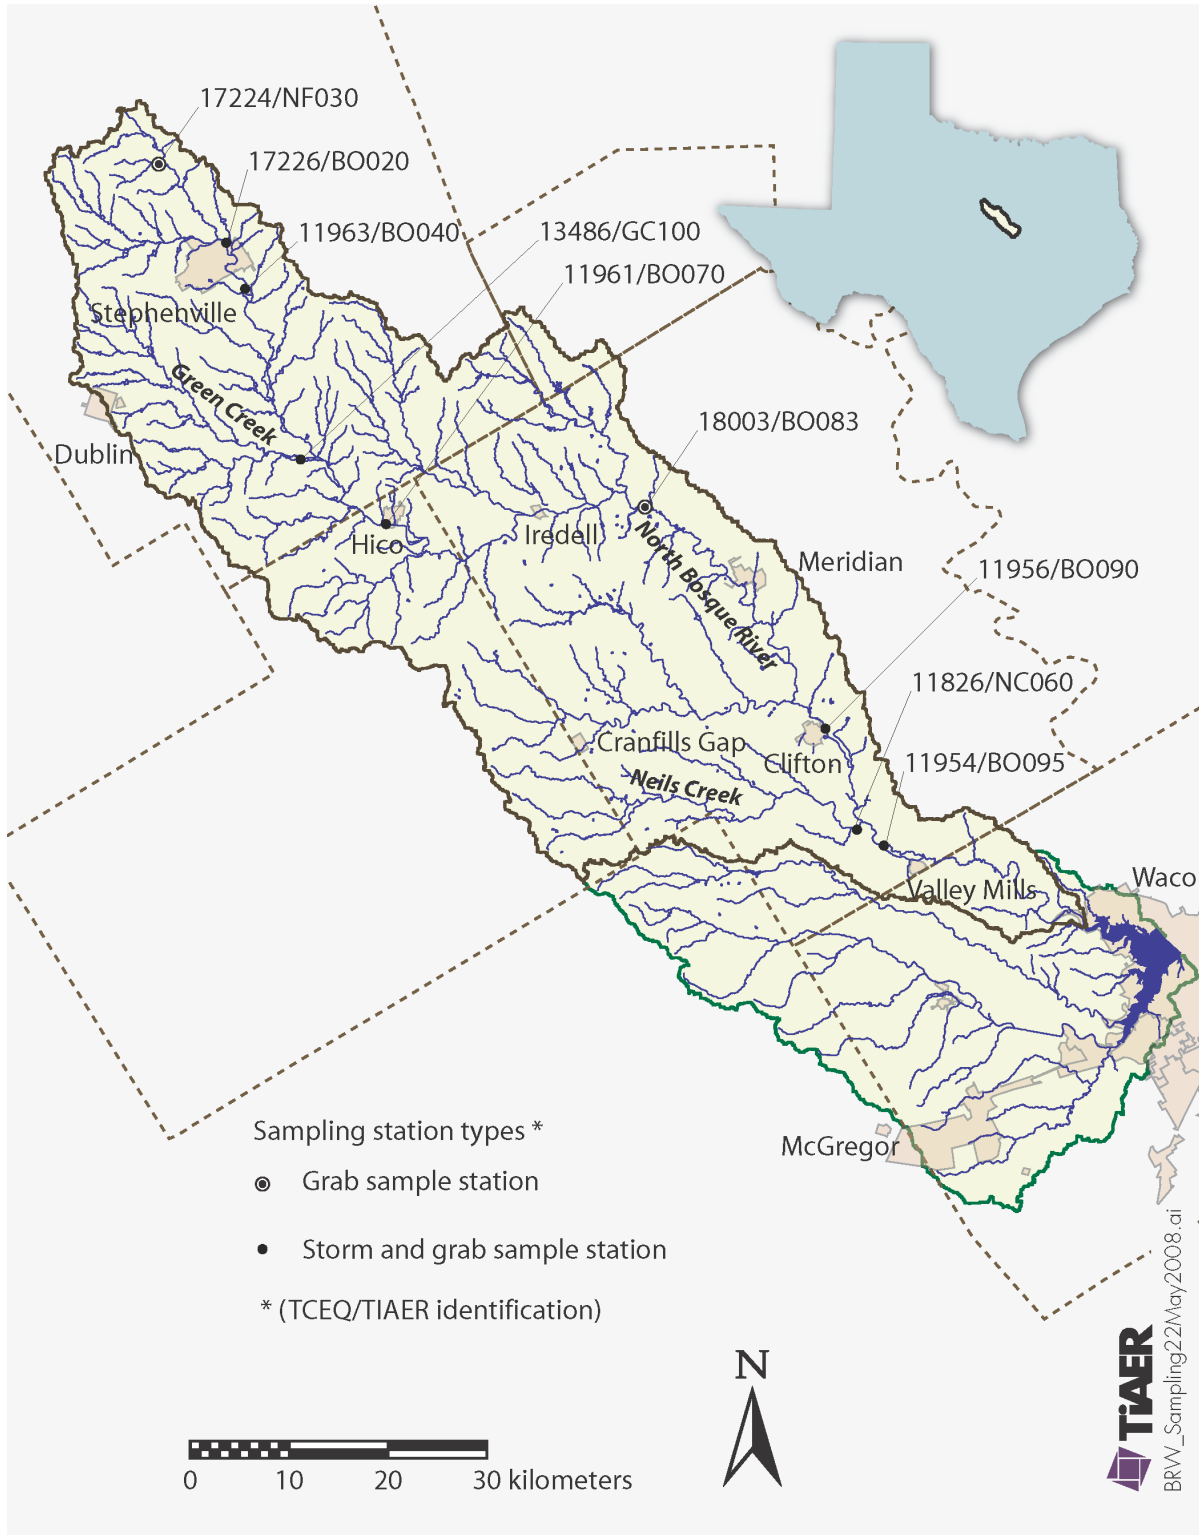 17224/NF030
17226/BO020
11963/BO040
13486/GC100
11961/BO070
Stephenville
Green Creek
18003/BO083
Dublin
Hico
Iredell
North Bosque River
Meridian
11956/BO090
11826/NC060
Cranfills Gap
Clifton
11954/BO095
Neils Creek
Valley Mills
Waco
McGregor
Sampling station types *
Grab sample station
Storm and grab sample station
* (TCEQ/TIAER identification)
N
0 10 20 30 kilometers
TIAER
BRW_Sampling22May2008.ai